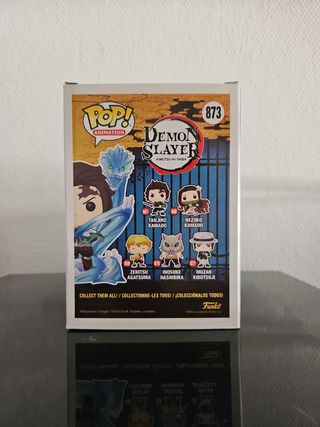 POP!
ANIMATION
DEMON
SLAYER
KIMETSU NO YAIBA
873
TANJIRO
KAMADO
NEZUKO
KAMADO
ZENITSU
AGATSUMA
INOSUKE
HASHIBIRA
MUZAN
KIBUTSUJI
COLLECT THEM ALL! / COLLECTIONNE-LES TOUS! / ¡COLECCIÓNALOS TODOS!
Funko